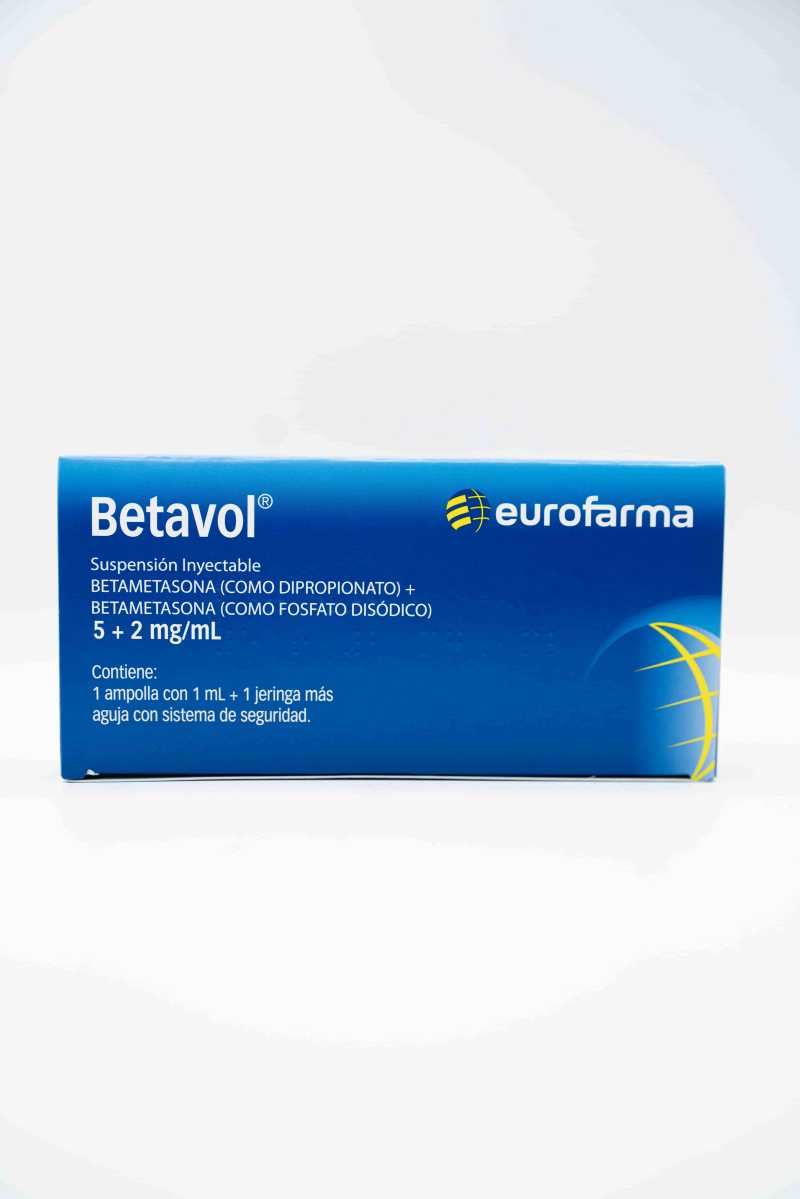 Betavol®
eurofarma
Suspensión Inyectable
BETAMETASONA (COMO DIPROPIONATO) +
BETAMETASONA (COMO FOSFATO DISÓDICO)
5 + 2 mg/mL
Contiene:
1 ampolla con 1 mL + 1 jeringa más
aguja con sistema de seguridad.